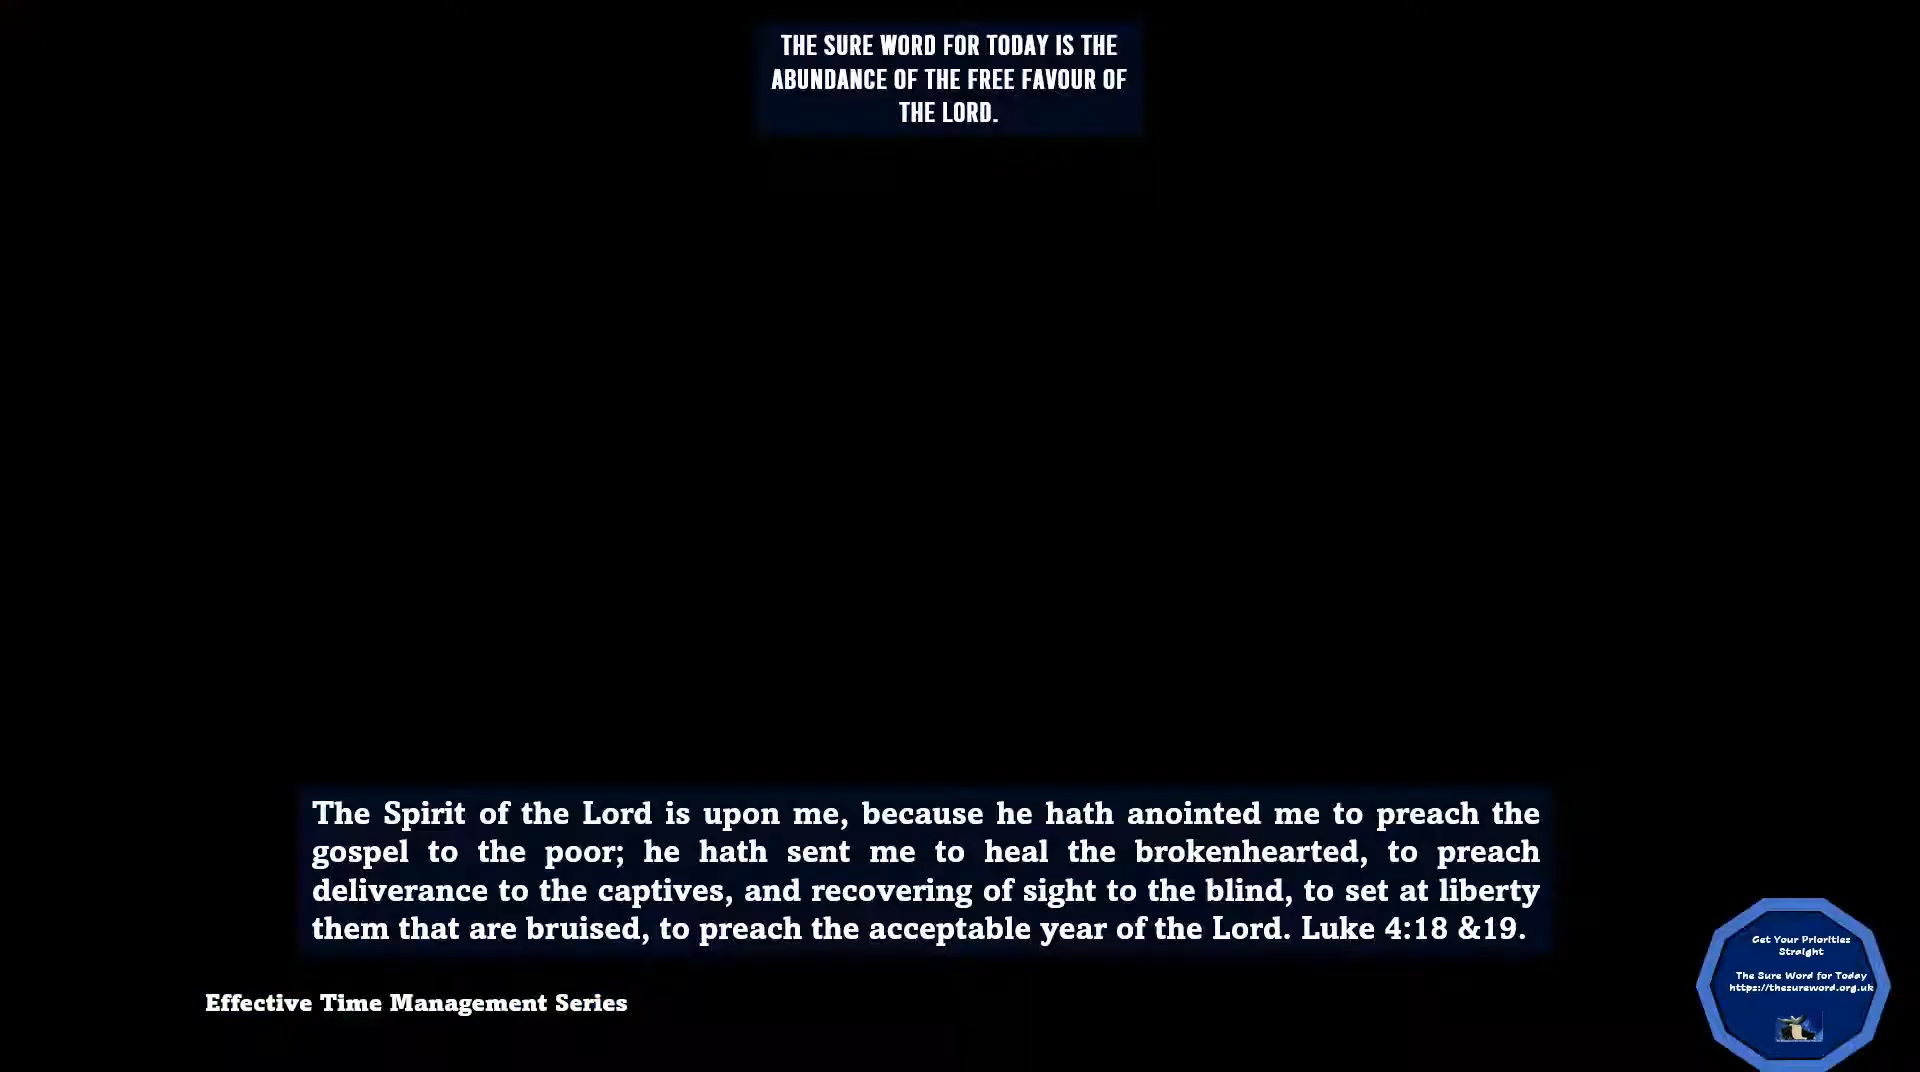 THE SURE WORD FOR TODAY IS THE
ABUNDANCE OF THE FREE FAVOUR OF
THE LORD.
The Spirit of the Lord is upon me, because he hath anointed me to preach the
gospel to the poor; he hath sent me to heal the brokenhearted, to preach
deliverance to the captives, and recovering of sight to the blind, to set at liberty
them that are bruised, to preach the acceptable year of the Lord. Luke 4:18 &19.
Effective Time Management Series
Get Your Priorities
Straight
The Sure Word for Today
https://thesureword.org.uk